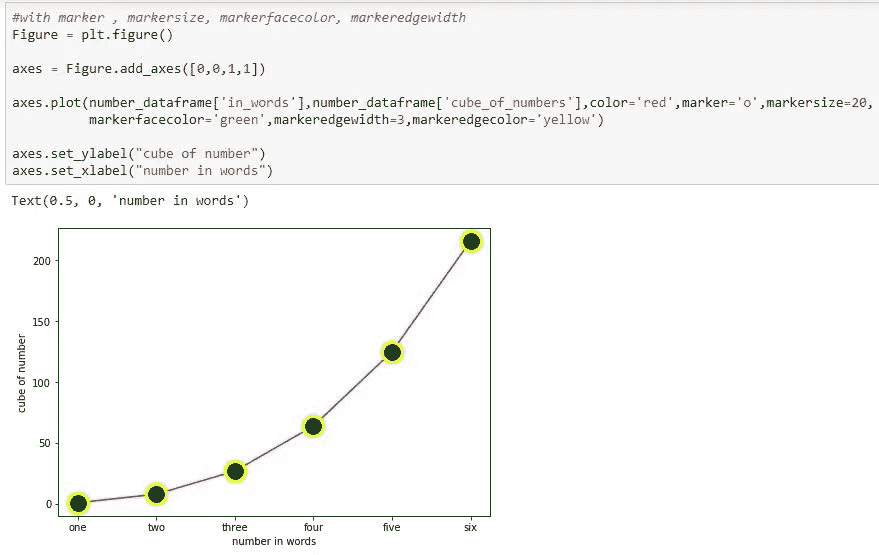 #with marker , markersize, markerfacecolor, markeredgewidth
Figure = plt.figure()
axes = Figure.add_axes([0,0,1,1])
axes.plot(number_dataframe['in_words'],number_dataframe['cube_of_numbers'],color='red',marker='o',markersize=20,
markerfacecolor='green',markeredgewidth=3,markeredgecolor='yellow')
axes.set_ylabel("cube of number")
axes.set_xlabel("number in words")
Text(0.5, 0, 'number in words')
200
150
100
50
0
cube of number
one two three four five six
number in words